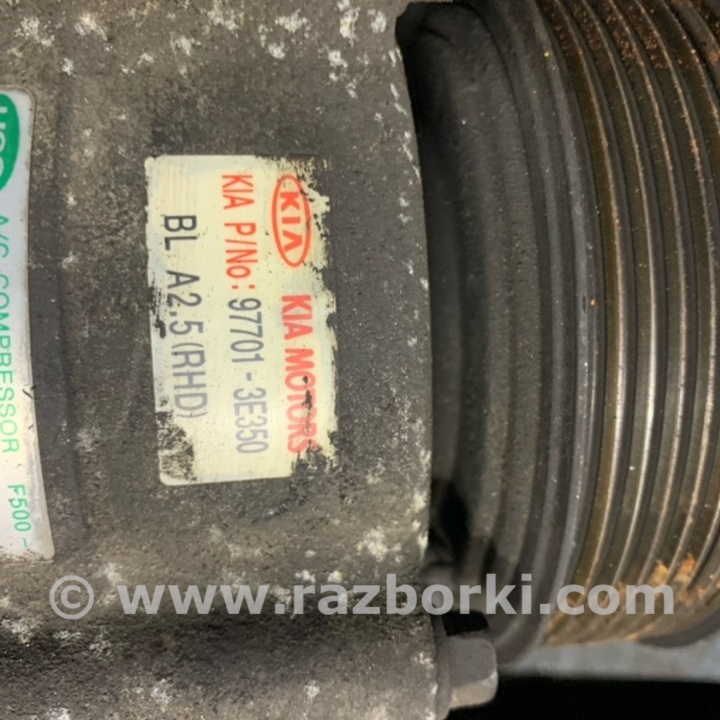 KIA KIA MOTORS
KIA P/No: 97701-3E350
BL A2.5(RHD)
A/C COMPRESSOR F500-
© www.razborki.com